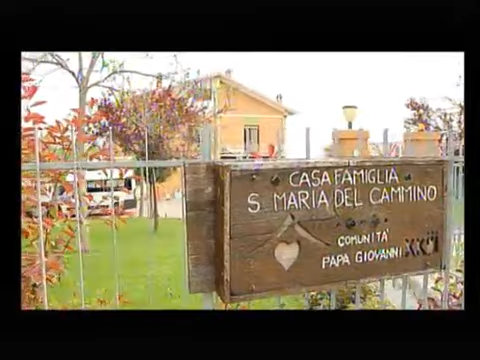 CASA FAMIGLIA
S. MARIA DEL CAMMINO
COMUNITA'
PAPA GIOVANNI XXIII